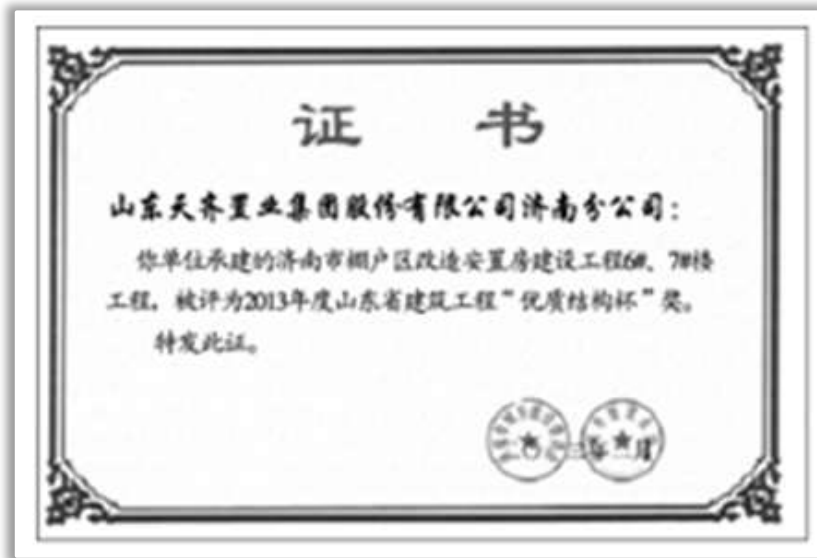 证 书
山东天齐置业集团股份有限公司济南分公司：
你单位承建的济南市棚户区改造安置房建设工程6#、7#楼
工程，被评为2013年度山东省建筑工程“优质结构杯”奖。
特发此证。